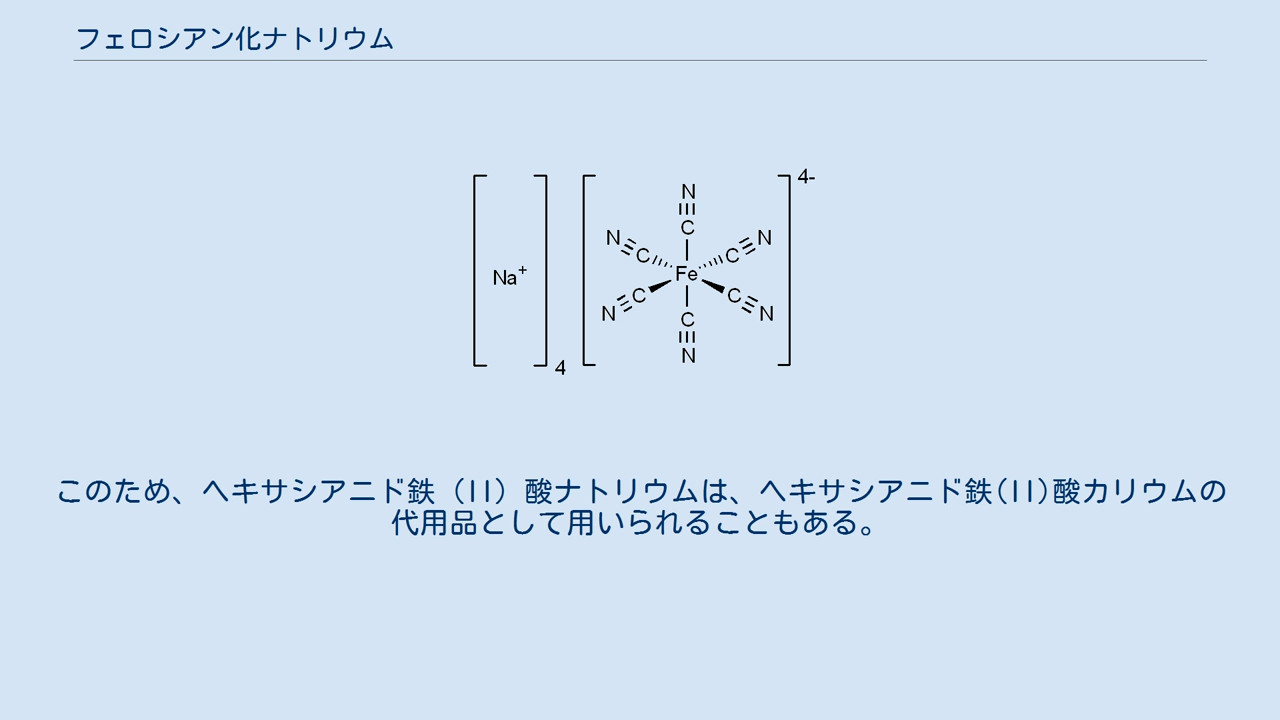 フェロシアン化ナトリウム
4-
N
C
N C C N
Na+ Fe
N C C N
C
N
4
このため、ヘキサシアニド鉄（II）酸ナトリウムは、ヘキサシアニド鉄(II)酸カリウムの
代用品として用いられることもある。